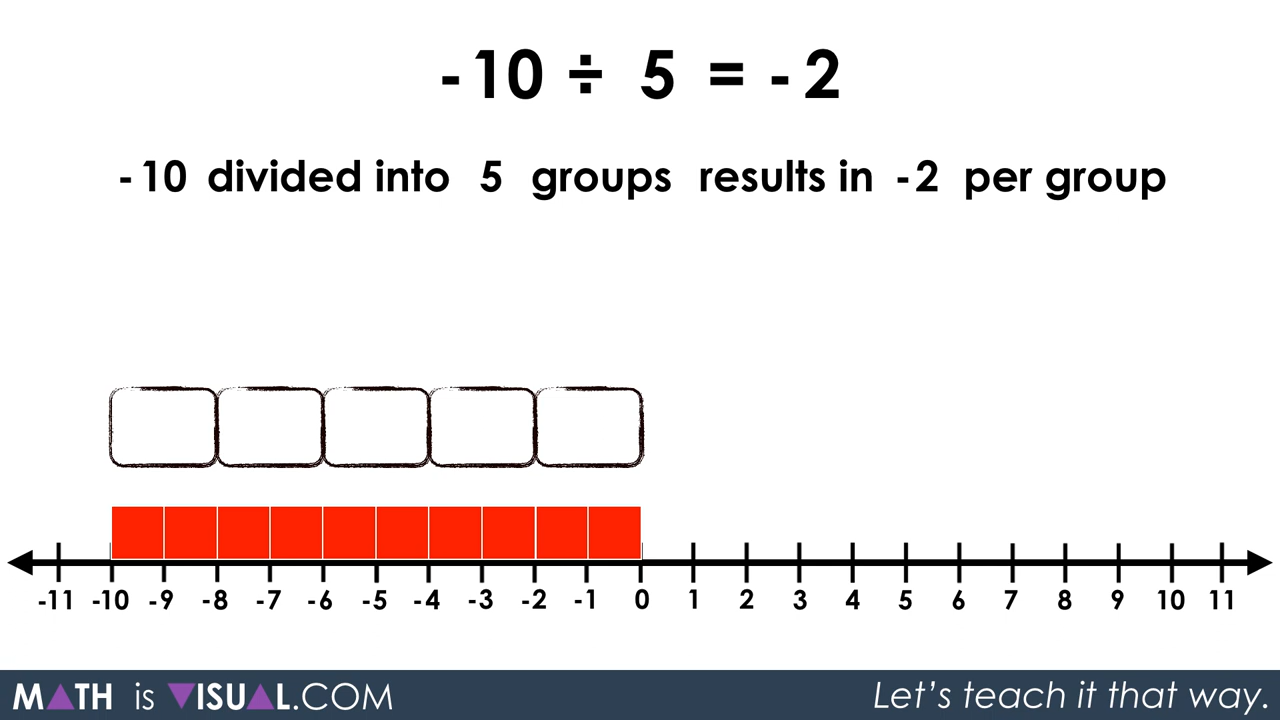 -10 ÷ 5 = -2
-10 divided into 5 groups results in -2 per group
-11 -10 -9 -8 -7 -6 -5 -4 -3 -2 -1 0 1 2 3 4 5 6 7 8 9 10 11
MATH is VISUAL.COM Let's teach it that way.